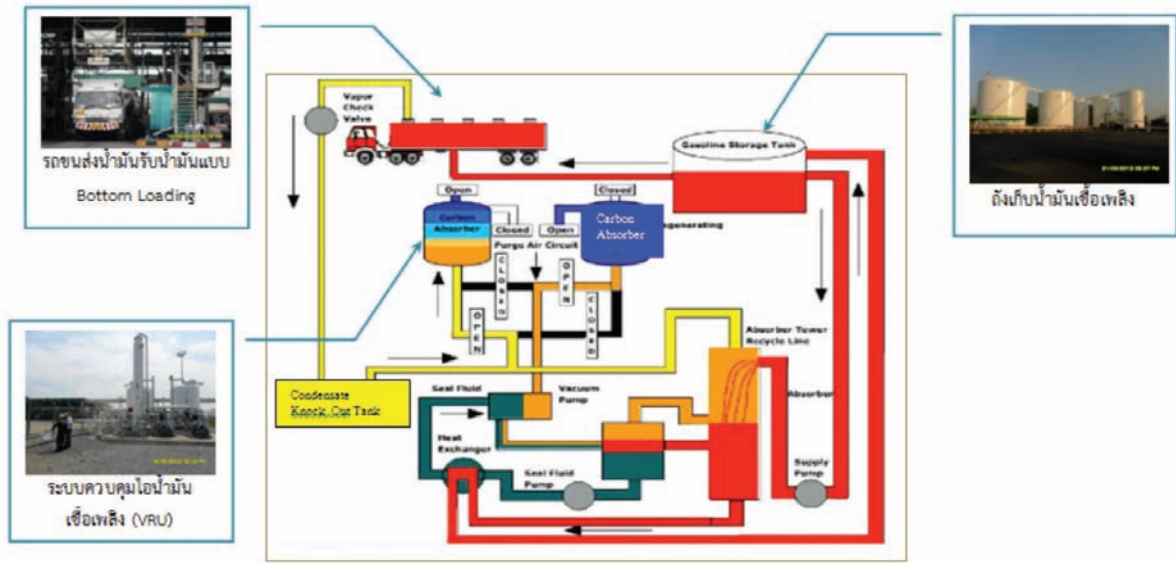 รถขนส่งน้ำมันรับน้ำมันแบบ
Bottom Loading
Vapor
Check
Valve
Gasoline Storage Tank
ถังเก็บน้ำมันเชื้อเพลิง
Open
Closed
Carbon
Absorber
Closed
Open
Carbon
Absorber
egenerating
Purge Air Circuit
CLOSED
OPEN
OPEN
CLOSED
Absorber Tower
Recycle Line
Condensate
Knock Out Tank
Seal Fluid
Vacuum
Pump
Absorber
Heat
Exchanger
Seal Fluid
Pump
Supply
Pump
ระบบควบคุมไอน้ำมัน
เชื้อเพลิง (VRU)